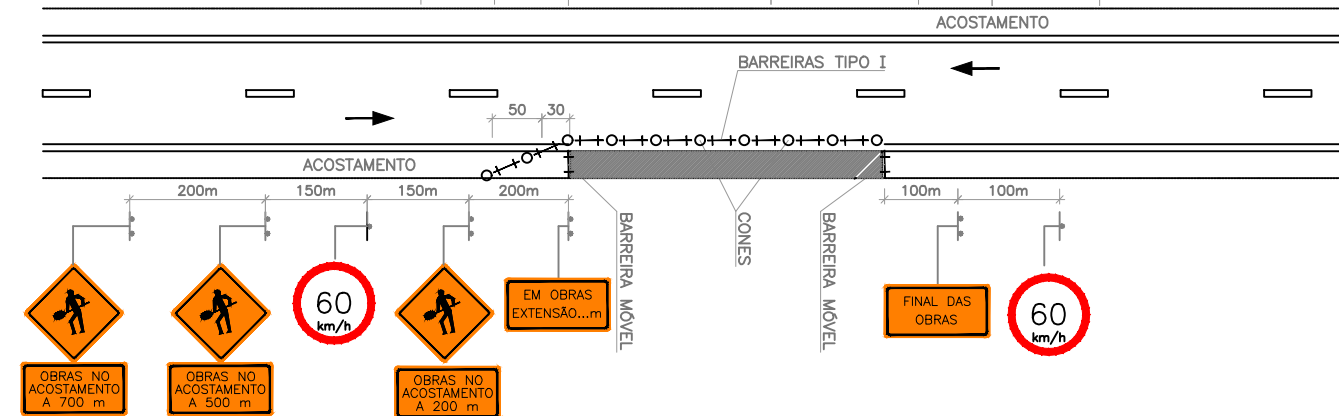 ACOSTAMENTO
BARREIRAS TIPO I
50
30
ACOSTAMENTO
200m
150m
150m
200m
100m
100m
BARREIRA MÓVEL
CONES
BARREIRA MÓVEL
60
km/h
EM OBRAS
EXTENSÃO...m
FINAL DAS
OBRAS
60
km/h
OBRAS NO
ACOSTAMENTO
A 700 m
OBRAS NO
ACOSTAMENTO
A 500 m
OBRAS NO
ACOSTAMENTO
A 200 m